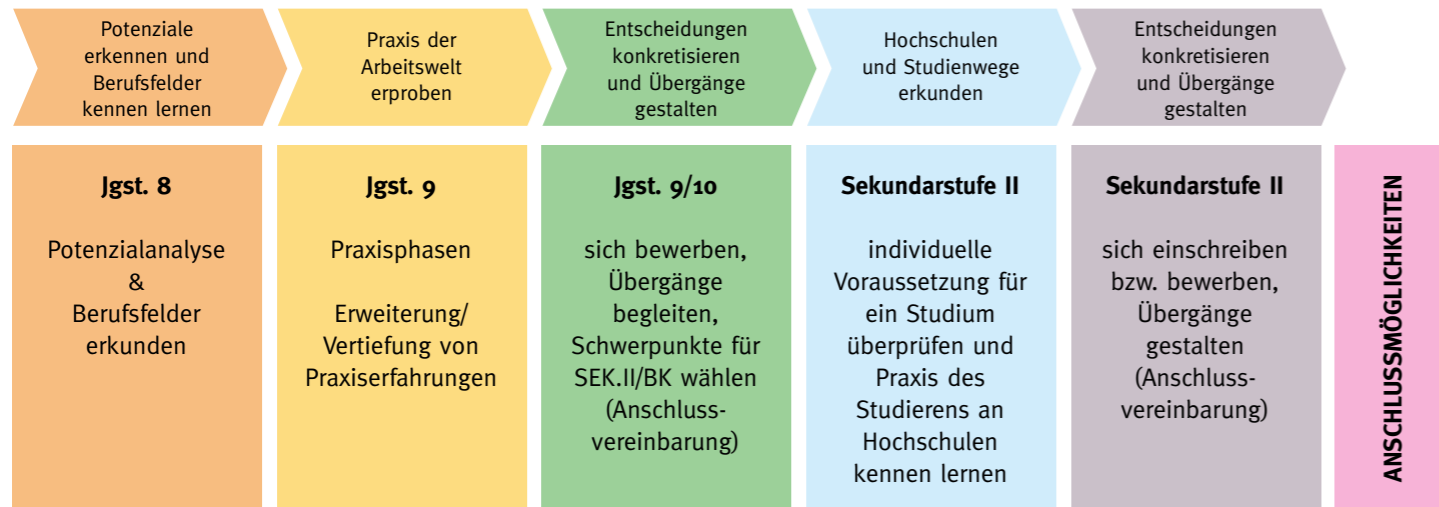 Potenziale
erkennen und
Berufsfelder
kennen lernen
Praxis der
Arbeitswelt
erproben
Entscheidungen
konkretisieren
und Übergänge
gestalten
Hochschulen
und Studienwege
erkunden
Entscheidungen
konkretisieren
und Übergänge
gestalten
Jgst. 8
Potenzialanalyse
&
Berufsfelder
erkunden
Jgst. 9
Praxisphasen
Erweiterung/
Vertiefung von
Praxiserfahrungen
Jgst. 9/10
sich bewerben,
Übergänge
begleiten,
Schwerpunkte für
SEK.II/BK wählen
(Anschluss-
vereinbarung)
Sekundarstufe II
individuelle
Voraussetzung für
ein Studium
überprüfen und
Praxis des
Studierens an
Hochschulen
kennen lernen
Sekundarstufe II
sich einschreiben
bzw. bewerben,
Übergänge
gestalten
(Anschluss-
vereinbarung)
ANSCHLUSSMÖGLICHKEITEN